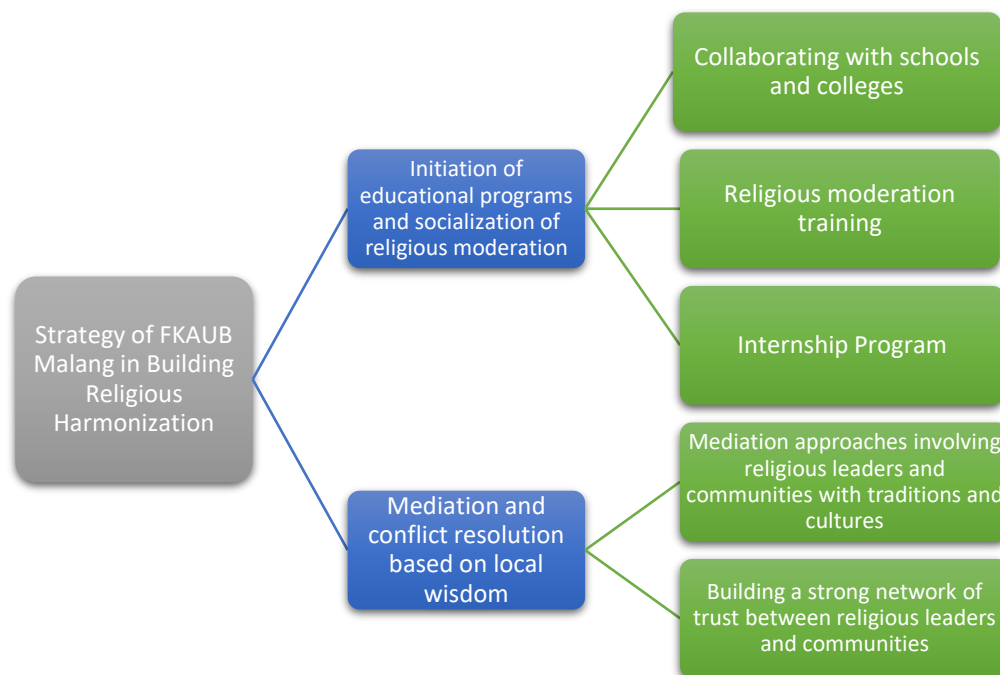 Strategy of FKAUB
Malang in Building
Religious
Harmonization
Initiation of
educational programs
and socialization of
religious moderation
Collaborating with schools
and colleges
Religious moderation
training
Internship Program
Mediation and
conflict resolution
based on local
wisdom
Mediation approaches involving
religious leaders and
communities with traditions and
cultures
Building a strong network of
trust between religious leaders
and communities